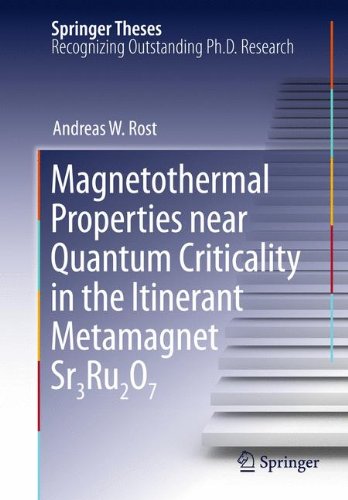 Springer Theses
Recognizing Outstanding Ph.D. Research
Andreas W. Rost
Magnetothermal
Properties near
Quantum Criticality
in the Itinerant
Metamagnet
Sr₃Ru₂O₇
Springer